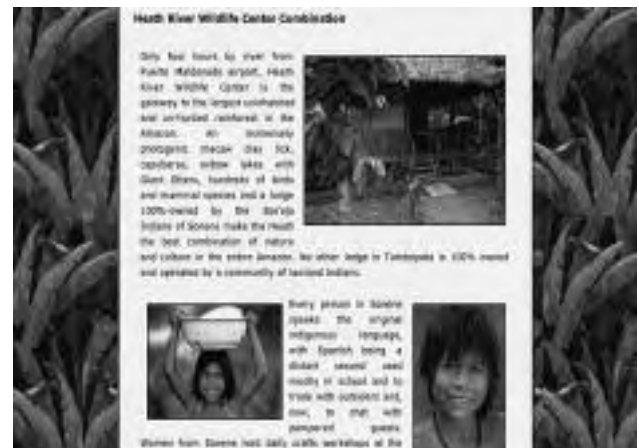 Heath River Wildlife Center Combination
Only four hours by river from
Puerto Maldonado airport, Heath
River Wildlife Center is the
gateway to the largest uninhabited
and un-hunted rainforest in the
Amazon. An extremely
photogenic macaw clay lick,
capybaras, oxbow lakes with
Giant Otters, hundreds of birds
and mammal species and a lodge
100%-owned by the Ese'eja
Indians of Sonene make the Heath
the best combination of nature
and culture in the entire Amazon. No other lodge in Tambopata is 100% owned
and operated by a community of lowland Indians.
Every person in Sonene
speaks the original
indigenous language,
with Spanish being a
distant second used
mostly in school and to
trade with outsiders and,
now, to chat with
pampered guests.
Women from Sonene hold daily crafts workshops at the